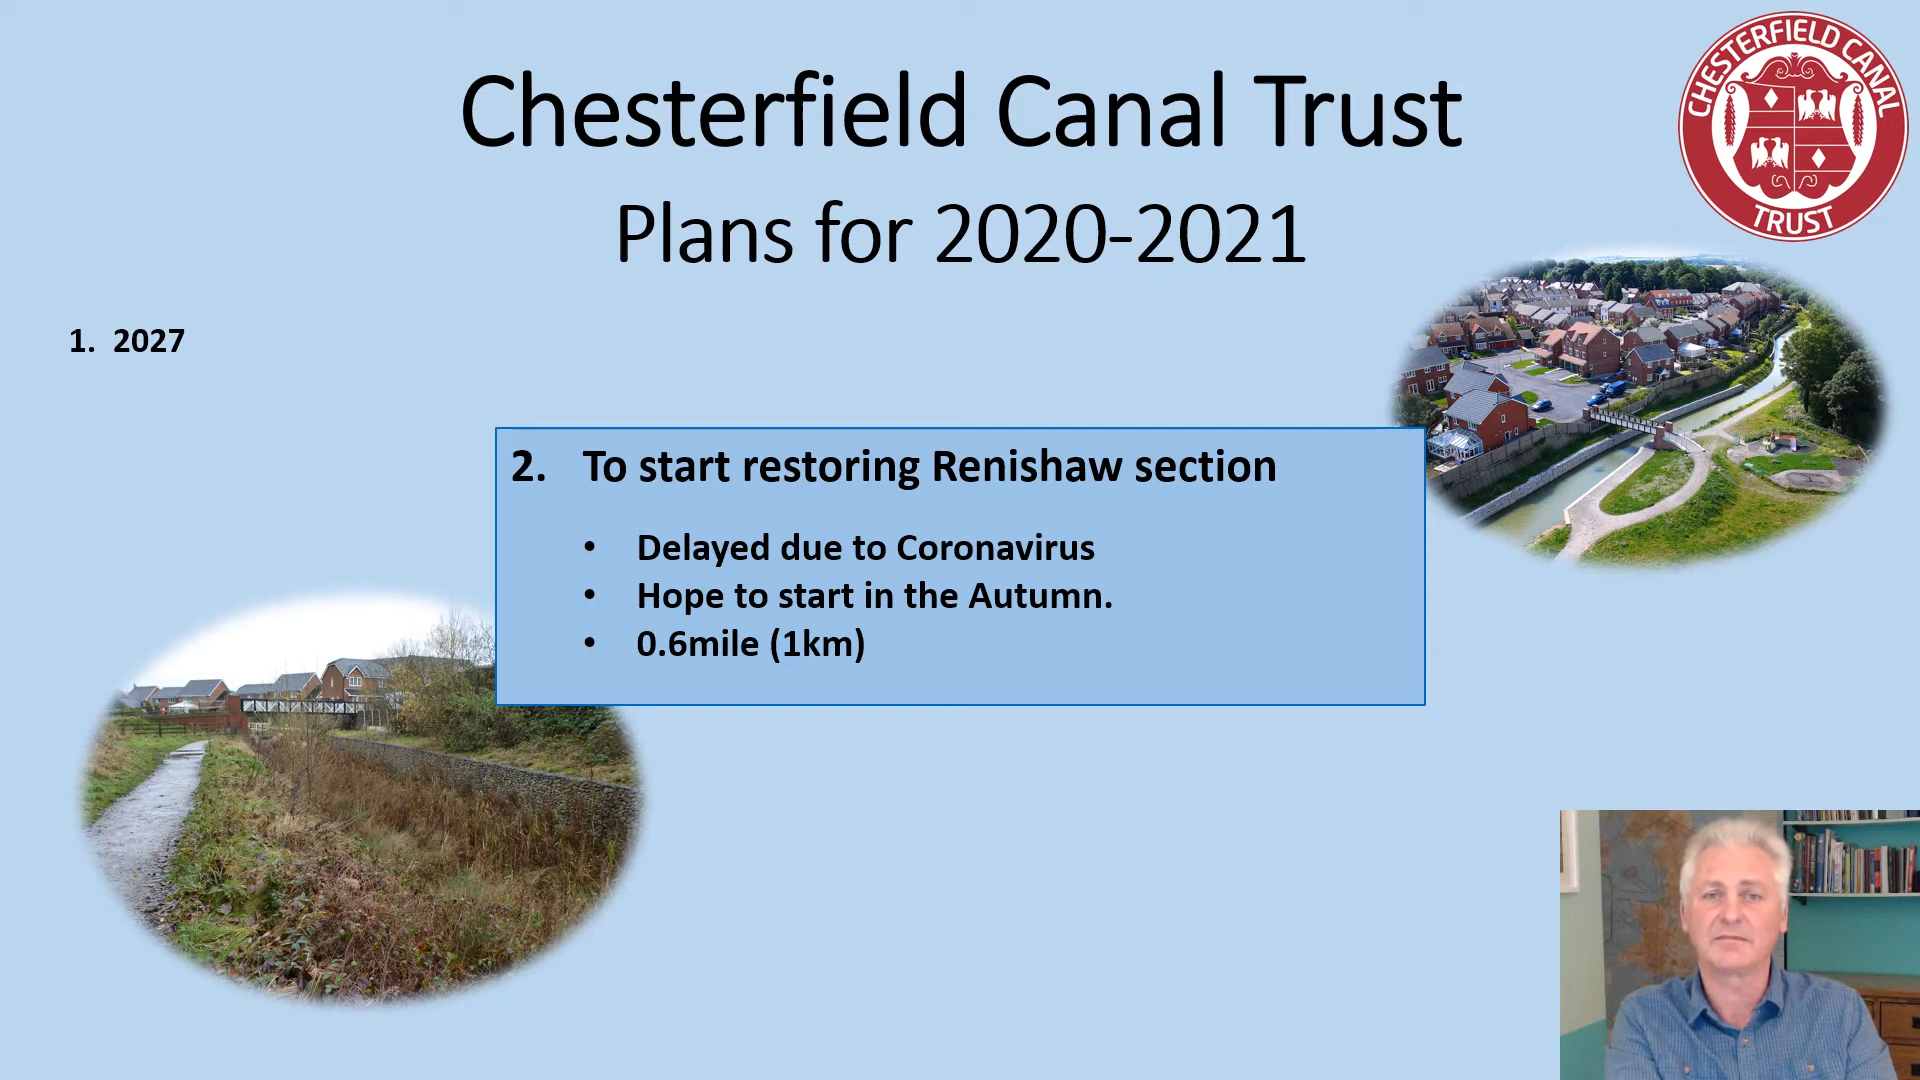 Chesterfield Canal Trust
Plans for 2020-2021
CHESTERFIELD CANAL
TRUST
1. 2027
2. To start restoring Renishaw section
• Delayed due to Coronavirus
• Hope to start in the Autumn.
• 0.6mile (1km)